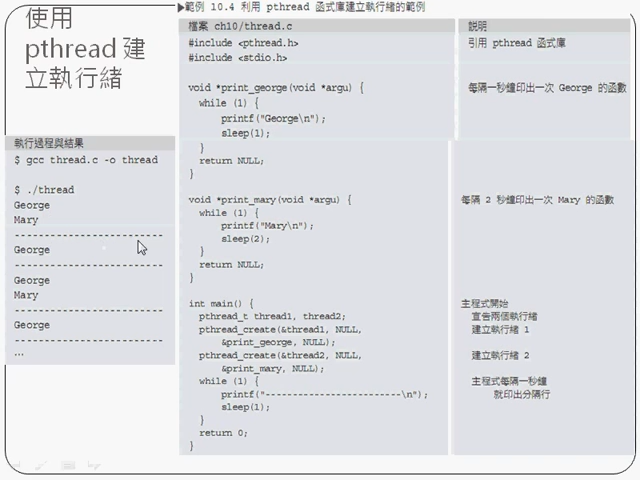 使用
pthread 建
立執行緒
▶範例 10.4 利用 pthread 函式庫建立執行緒的範例
檔案 ch10/thread.c
說明
#include <pthread.h>
引用 pthread 函式庫
#include <stdio.h>
void *print_george(void *argu) {
每隔一秒鐘印出一次 George 的函數
while (1) {
printf("George\n");
sleep(1);
}
return NULL;
}
void *print_mary(void *argu) {
每隔 2 秒鐘印出一次 Mary 的函數
while (1) {
printf("Mary\n");
sleep(2);
}
return NULL;
}
int main() {
主程式開始
pthread_t thread1, thread2;
宣告兩個執行緒
pthread_create(&thread1, NULL,
建立執行緒 1
&print_george, NULL);
pthread_create(&thread2, NULL,
建立執行緒 2
&print_mary, NULL);
while (1) {
主程式每隔一秒鐘
printf("------------------------\n");
就印出分隔行
sleep(1);
}
return 0;
}
執行過程與結果
$ gcc thread.c -o thread
$ ./thread
George
Mary
------------------------
George
------------------------
George
Mary
------------------------
George
------------------------
...